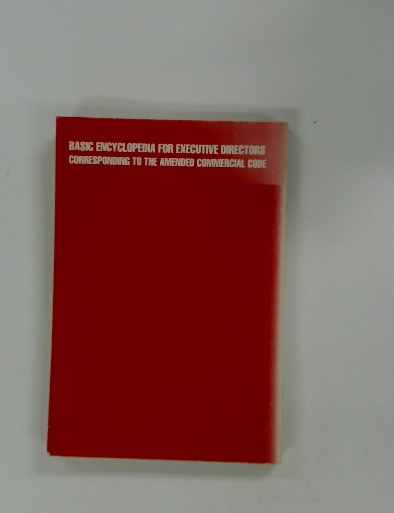 BASIC ENCYCLOPEDIA FOR EXECUTIVE DIRECTORS
CORRESPONDING TO THE AMENDED COMMERCIAL CODE